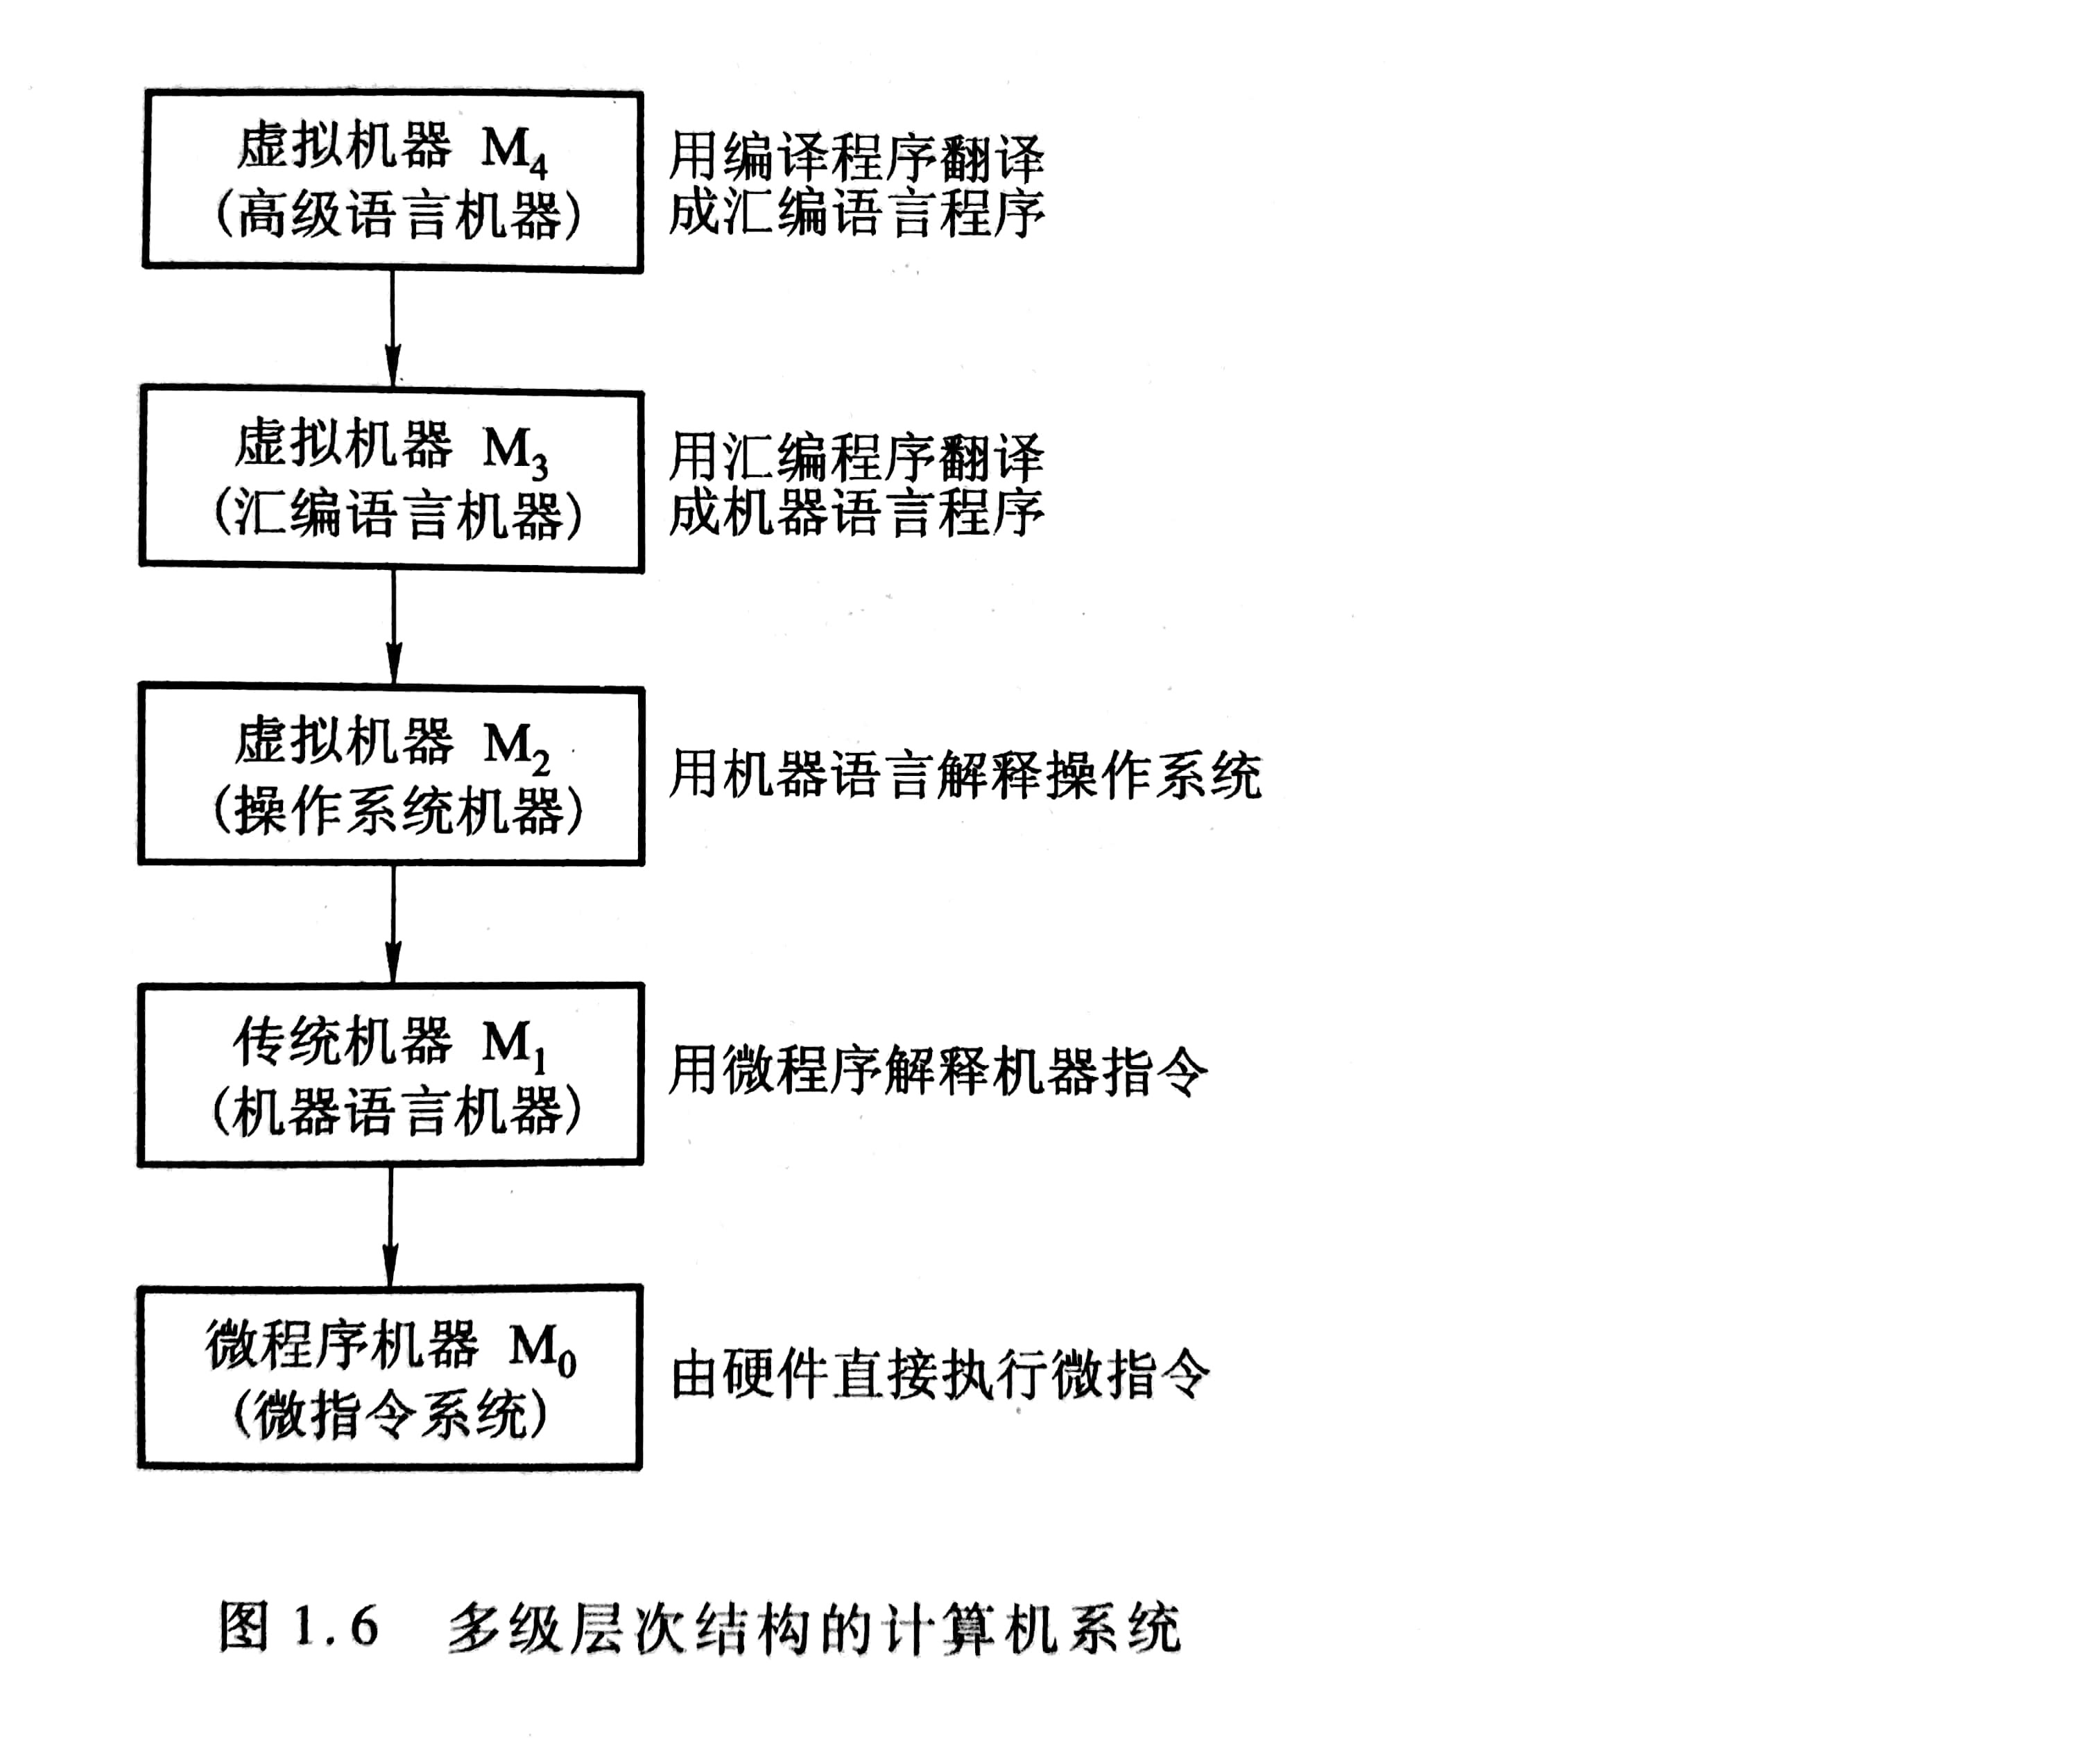 虚拟机器 M₄
(高级语言机器)
用编译程序翻译
成汇编语言程序
虚拟机器 M₃
(汇编语言机器)
用汇编程序翻译
成机器语言程序
虚拟机器 M₂
(操作系统机器)
用机器语言解释操作系统
传统机器 M₁
(机器语言机器)
用微程序解释机器指令
微程序机器 M₀
(微指令系统)
由硬件直接执行微指令
图 1.6 多级层次结构的计算机系统